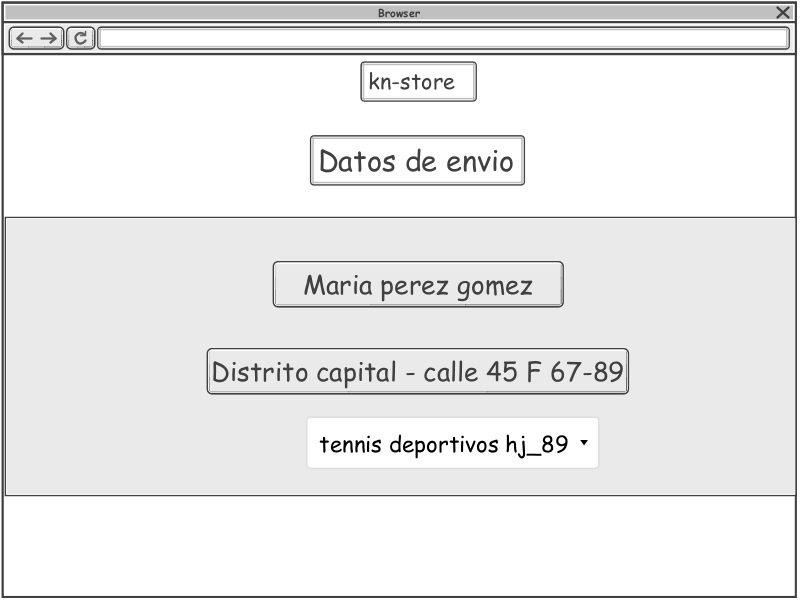 Browser
kn-store
Datos de envio
Maria perez gomez
Distrito capital - calle 45 F 67-89
tennis deportivos hj_89